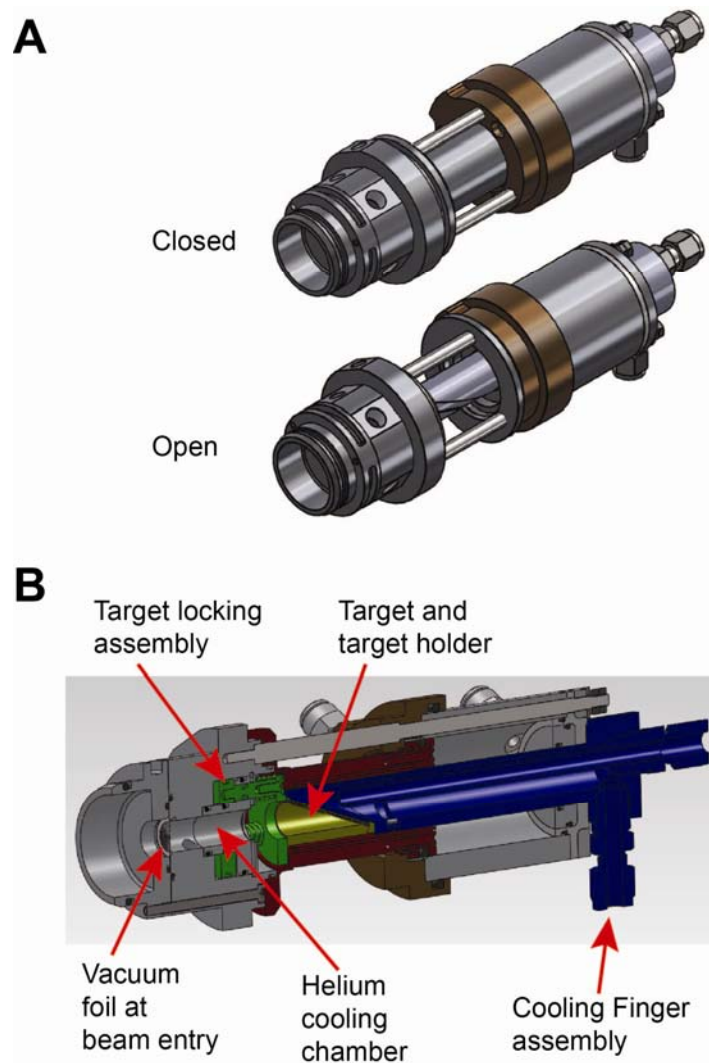 A
Closed
Open
B
Target locking
assembly
Target and
target holder
Vacuum
foil at
beam entry
Helium
cooling
chamber
Cooling Finger
assembly